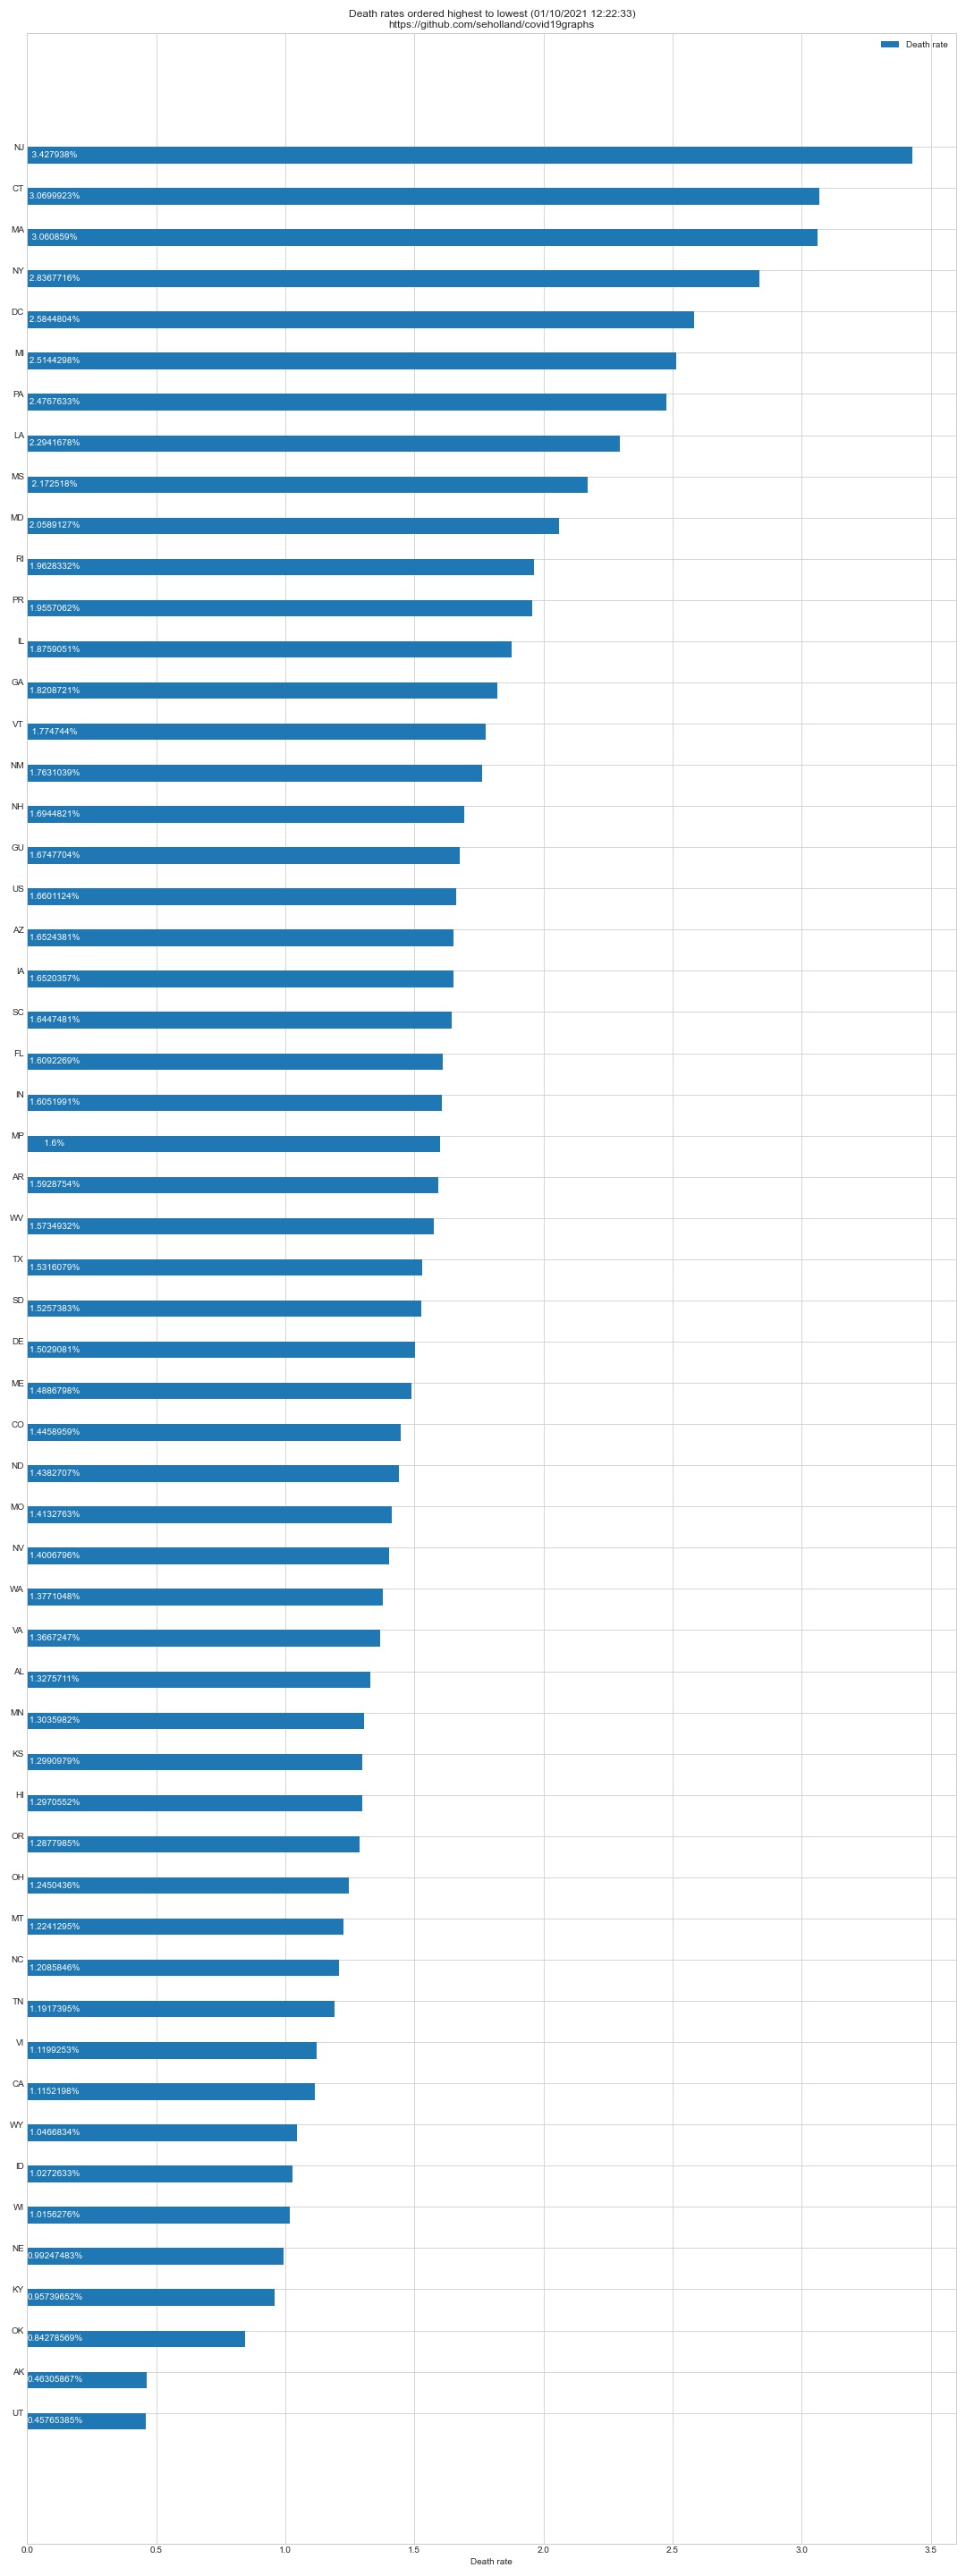 Death rates ordered highest to lowest (01/10/2021 12:22:33)
https://github.com/seholland/covid19graphs
Death rate
NJ 3.427938%
CT 3.0699923%
MA 3.060859%
NY 2.8367716%
DC 2.5844804%
MI 2.5144298%
PA 2.4767633%
LA 2.2941678%
MS 2.172518%
MD 2.0589127%
RI 1.9628332%
PR 1.9557062%
IL 1.8759051%
GA 1.8208721%
VT 1.774744%
NM 1.7631039%
NH 1.6944821%
GU 1.6747704%
US 1.6601124%
AZ 1.6524381%
IA 1.6520357%
SC 1.6447481%
FL 1.6092269%
IN 1.6051991%
MP 1.6%
AR 1.5928754%
WV 1.5734932%
TX 1.5316079%
SD 1.5257383%
DE 1.5029081%
ME 1.4886798%
CO 1.4458959%
ND 1.4382707%
MO 1.4132763%
NV 1.4006796%
WA 1.3771048%
VA 1.3667247%
AL 1.3275711%
MN 1.3035982%
KS 1.2990979%
HI 1.2970552%
OR 1.2877985%
OH 1.2450436%
MT 1.2241295%
NC 1.2085846%
TN 1.1917395%
VI 1.1199253%
CA 1.1152198%
WY 1.0466834%
ID 1.0272633%
WI 1.0156276%
NE 0.99247483%
KY 0.95739652%
OK 0.84278569%
AK 0.46305867%
UT 0.45765385%
0.0 0.5 1.0 1.5 2.0 2.5 3.0 3.5
Death rate